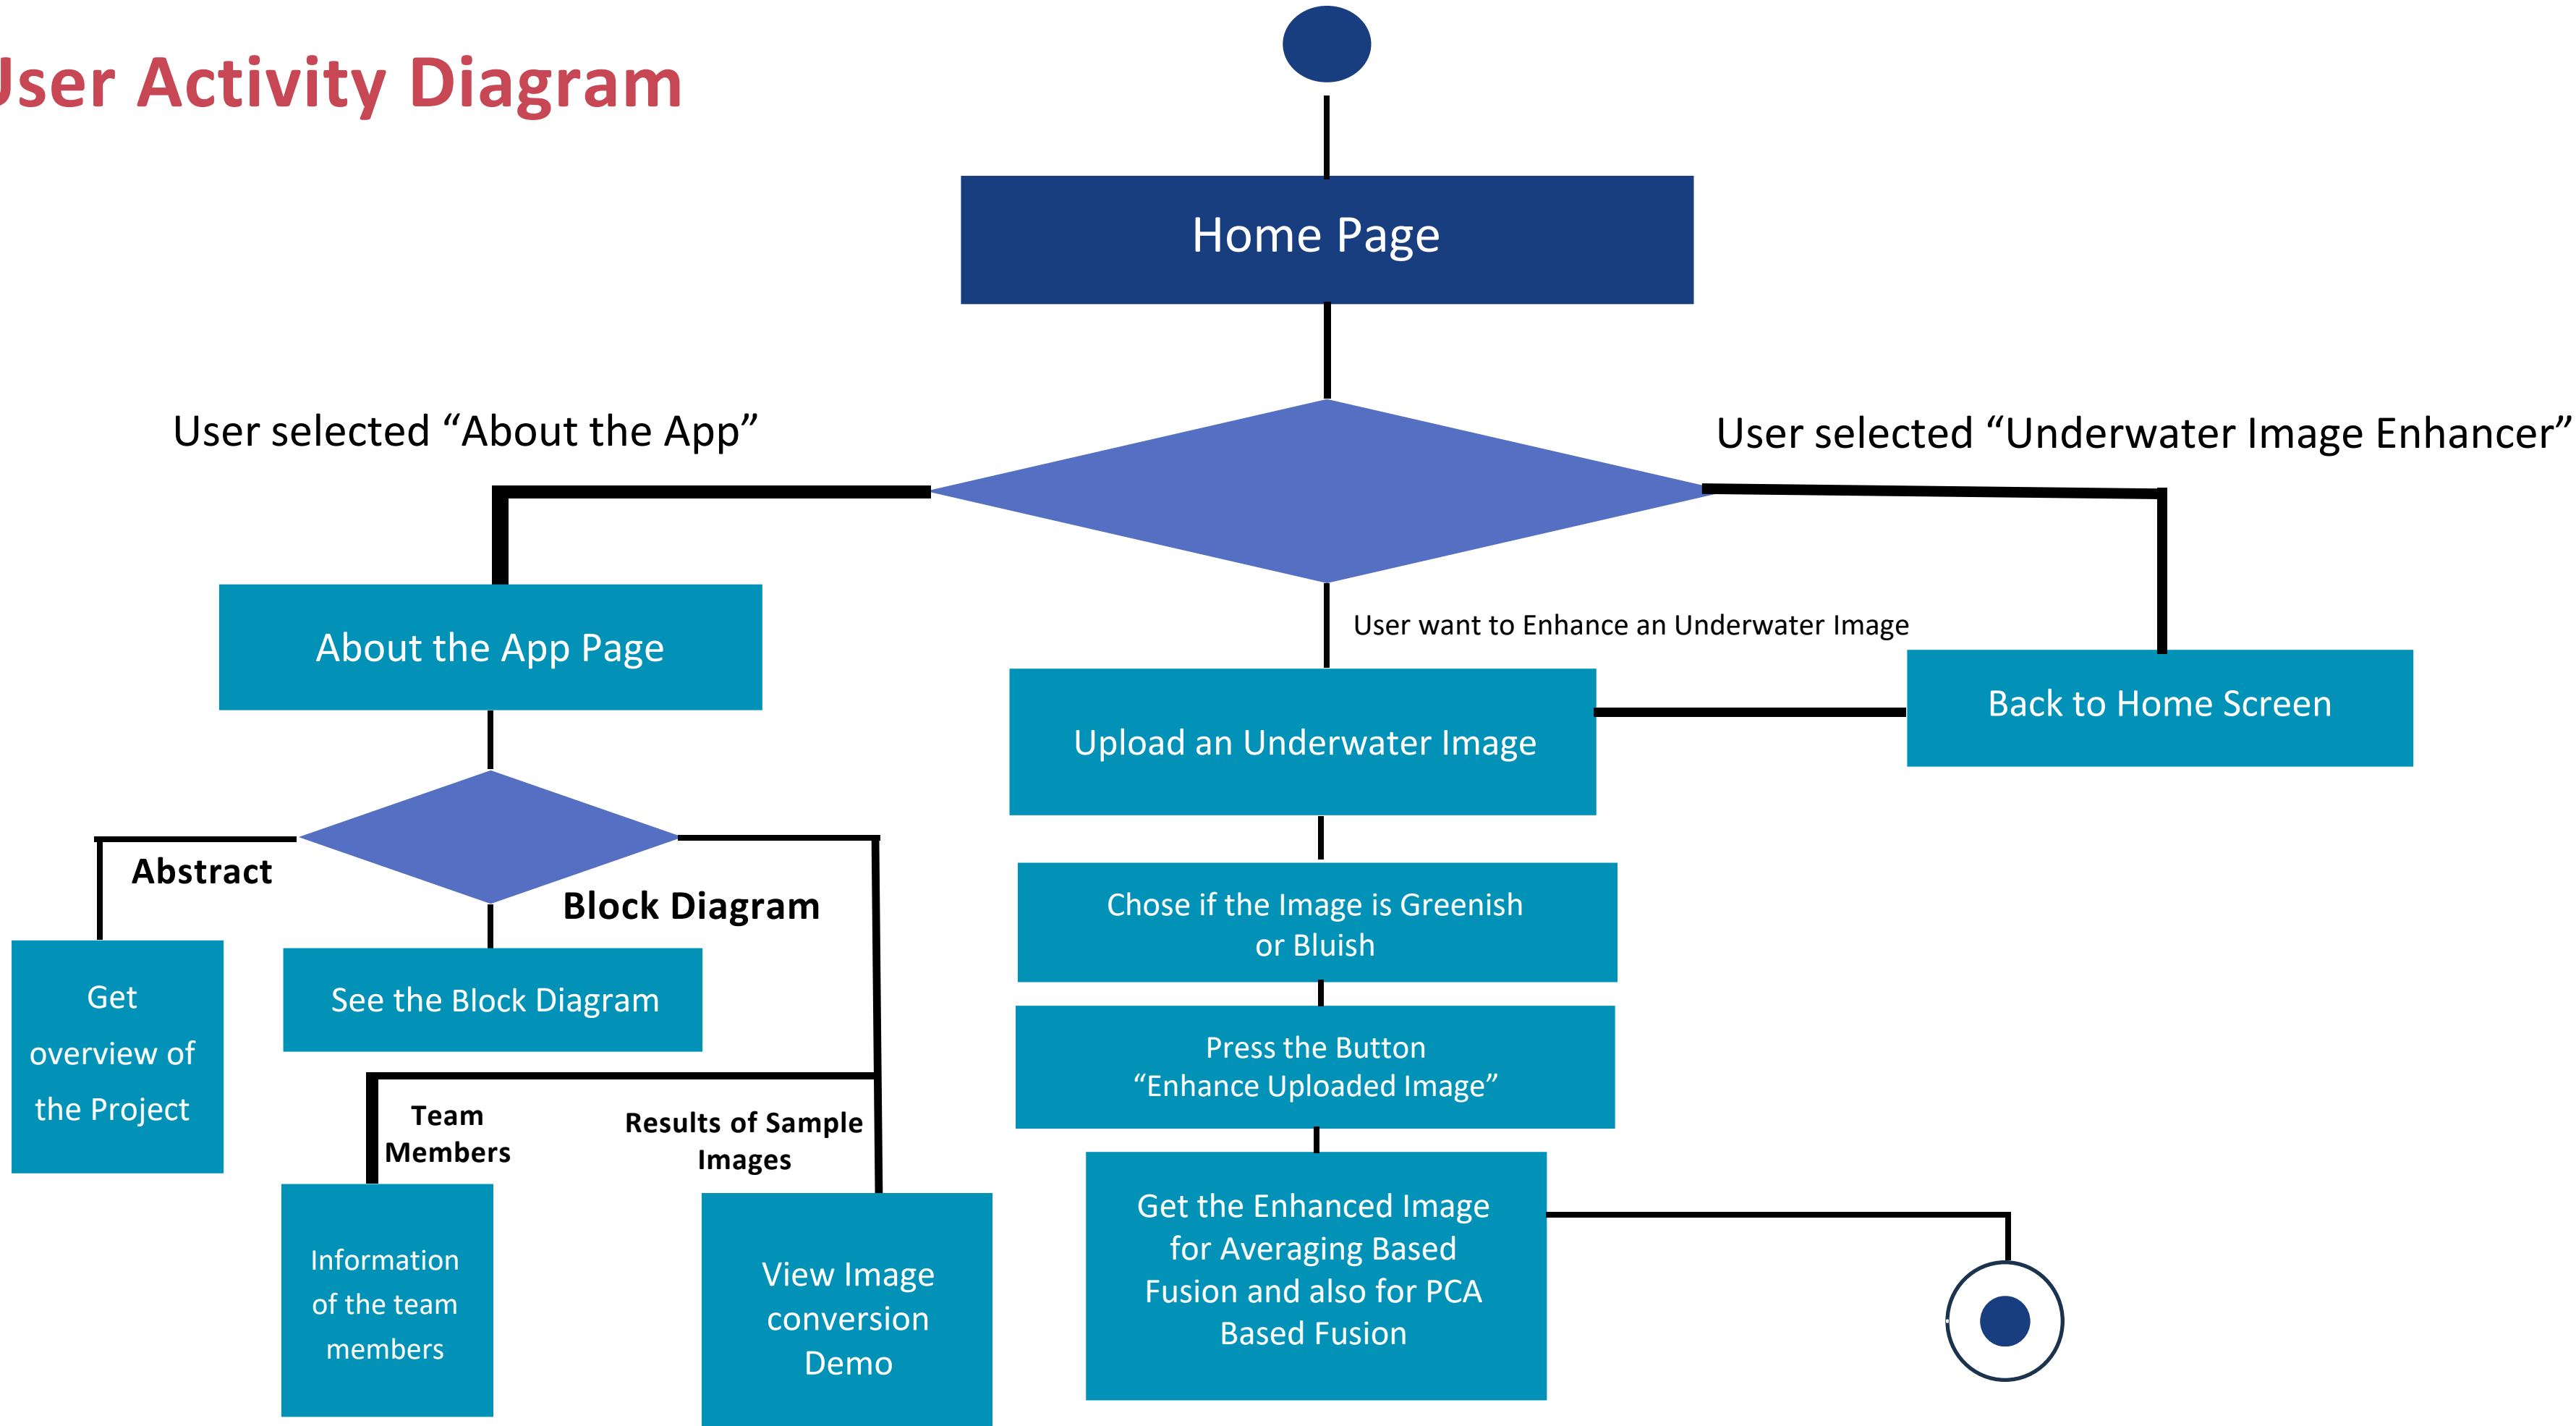 User Activity Diagram
Home Page
User selected “About the App”
User selected “Underwater Image Enhancer”
About the App Page
User want to Enhance an Underwater Image
Upload an Underwater Image
Back to Home Screen
Abstract
Block Diagram
Chose if the Image is Greenish
or Bluish
Get
overview of
the Project
See the Block Diagram
Press the Button
“Enhance Uploaded Image”
Team
Members
Results of Sample
Images
Information
of the team
members
View Image
conversion
Demo
Get the Enhanced Image
for Averaging Based
Fusion and also for PCA
Based Fusion